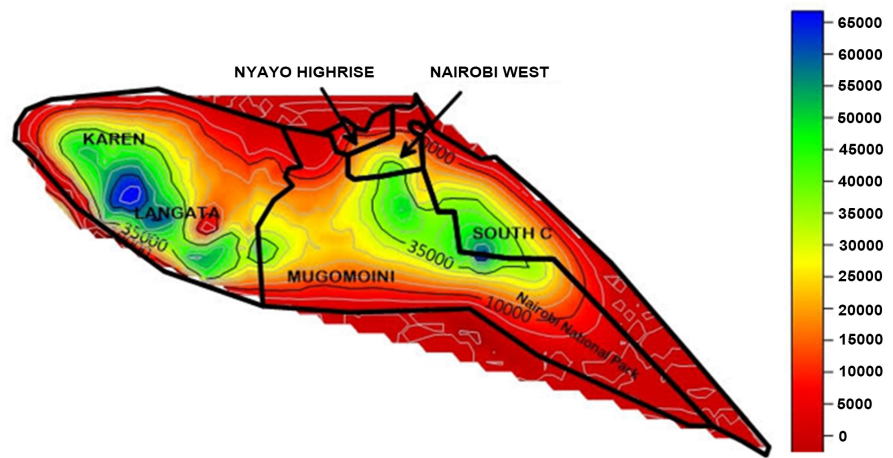 NYAYO HIGHRISE
NAIROBI WEST
KAREN
LANGATA
35000
SOUTH C
35000
MUGOMOINI
10000
Nairobi National Park
65000
60000
55000
50000
45000
40000
35000
30000
25000
20000
15000
10000
5000
0